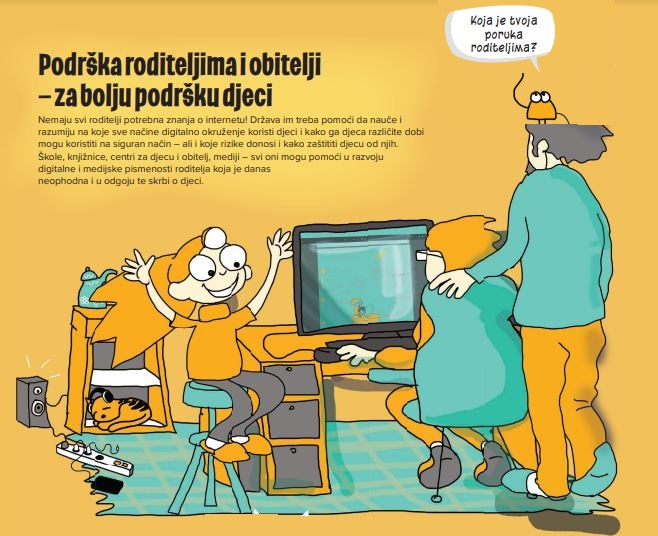 Koja je tvoja
poruka
roditeljima?
Podrška roditeljima i obitelji
– za bolju podršku djeci
Nemaju svi roditelji potrebna znanja o internetu! Država im treba pomoći da nauče i
razumiju na koje sve načine digitalno okruženje koristi djeci i kako ga djeca različite dobi
mogu koristiti na siguran način – ali i koje rizike donosi i kako zaštititi djecu od njih.
Škole, knjižnice, centri za djecu i obitelj, mediji – svi oni mogu pomoći u razvoju
digitalne i medijske pismenosti roditelja koja je danas
neophodna i u odgoju te skrbi o djeci.